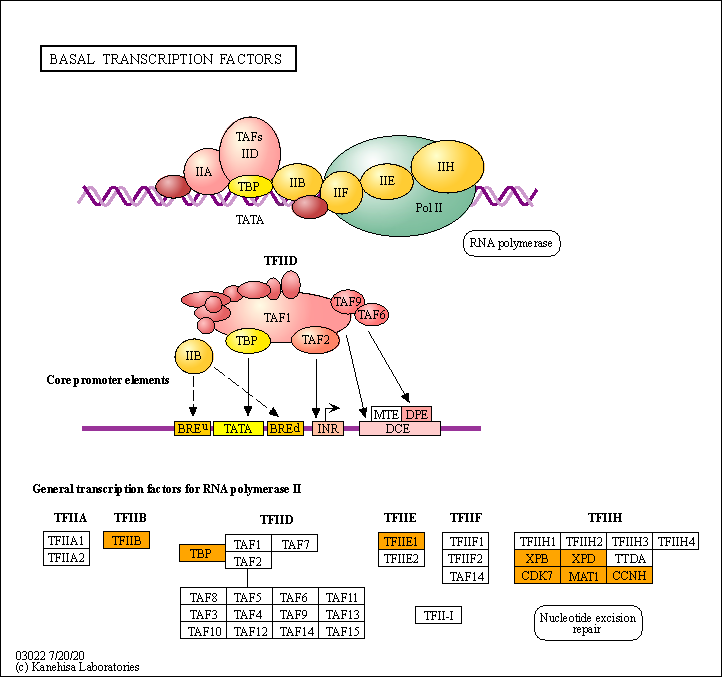 BASAL TRANSCRIPTION FACTORS
TAFs
IID
IIA
TBP
IIB
IIF
IIE
IIH
Pol II
TATA
RNA polymerase
TFIID
TAF1
TAF9
TAF6
TBP
TAF2
IIB
Core promoter elements
MTE DPE
BREu TATA BREd INR DCE
General transcription factors for RNA polymerase II
TFIIA TFIIB TFIID TFIIE TFIIF TFIIH
TFIIA1 TFIIB TAF1 TAF7 TFIIE1 TFIIF1 TFIIH1 TFIIH2 TFIIH3 TFIIH4
TFIIA2 TBP TAF2 TFIIE2 TFIIF2 XPB XPD TTDA
TAF14 CDK7 MAT1 CCNH
TAF8 TAF5 TAF6 TAF11
TAF3 TAF4 TAF9 TAF13
TAF10 TAF12 TAF14 TAF15
TFII-I
Nucleotide excision
repair
03022 7/20/20
(c) Kanehisa Laboratories